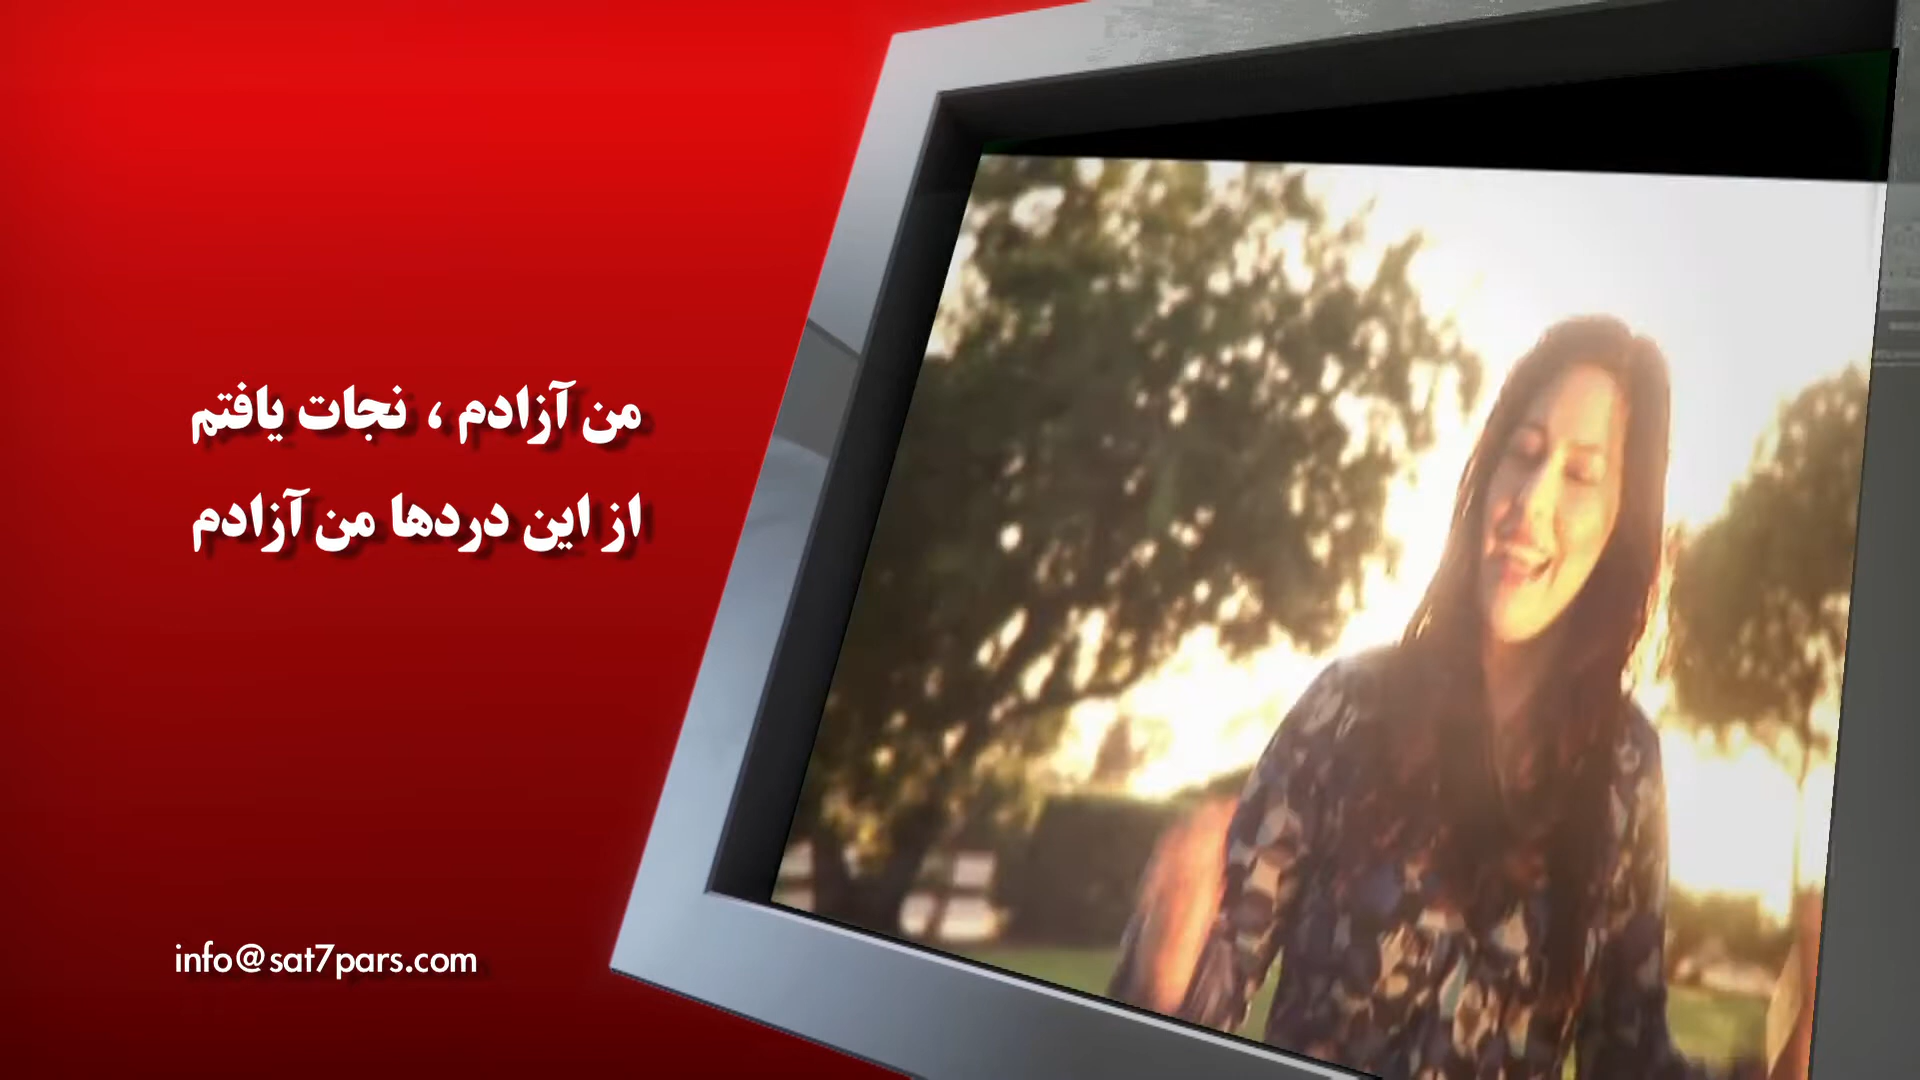 من آزادم ، نجات یافتم
از این دردها من آزادم
info@sat7pars.com